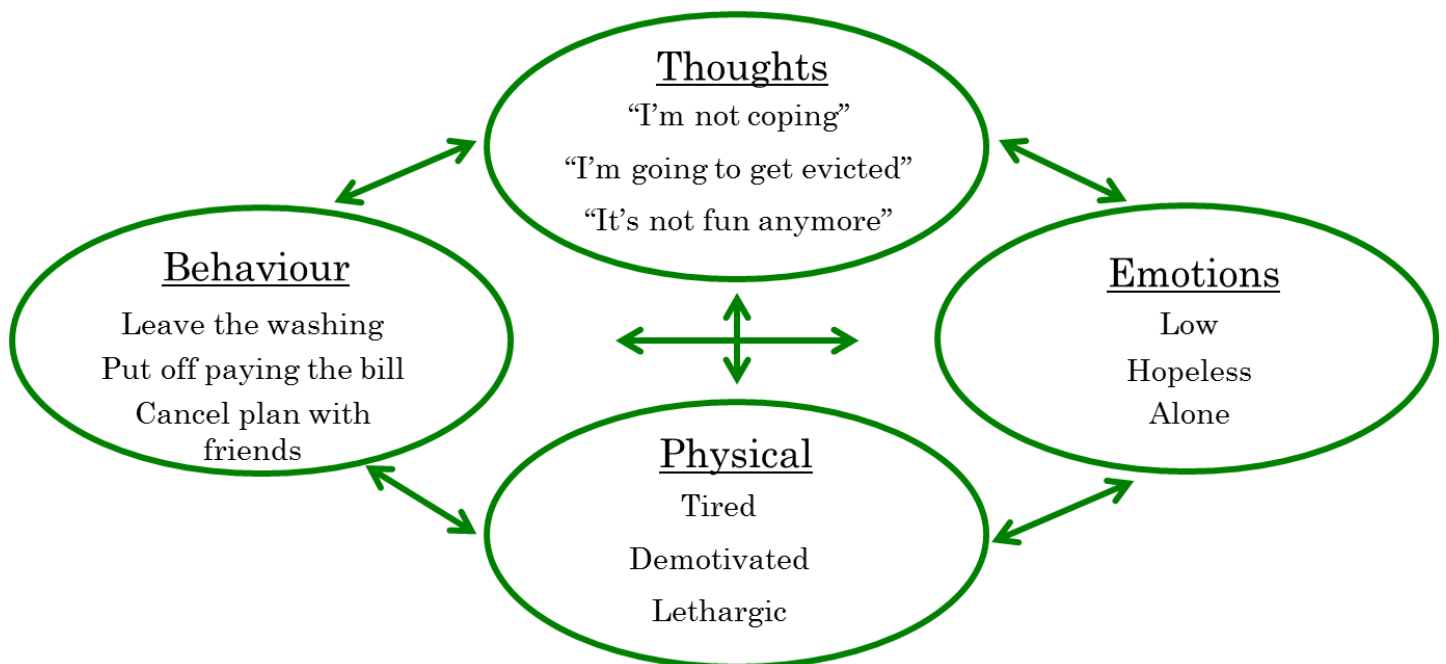 Thoughts
“I’m not coping”
“I’m going to get evicted”
“It’s not fun anymore”
Behaviour
Leave the washing
Put off paying the bill
Cancel plan with
friends
Emotions
Low
Hopeless
Alone
Physical
Tired
Demotivated
Lethargic